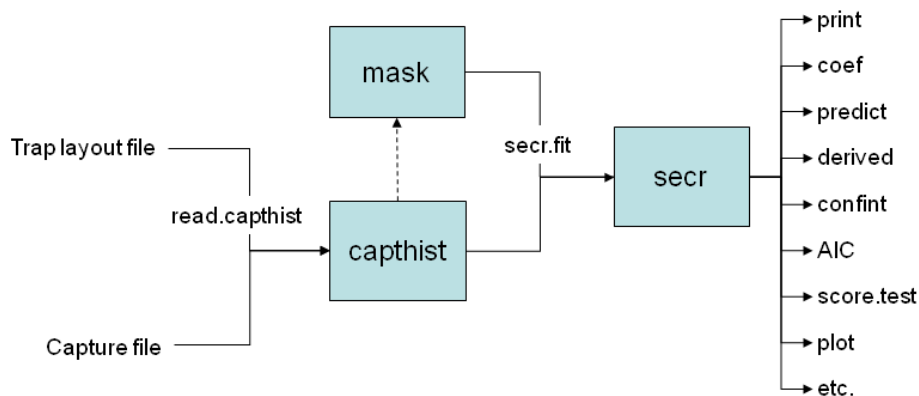 print
mask
coef
predict
Trap layout file
secr.fit
derived
secr
read.capthist
confint
capthist
AIC
score.test
Capture file
plot
etc.